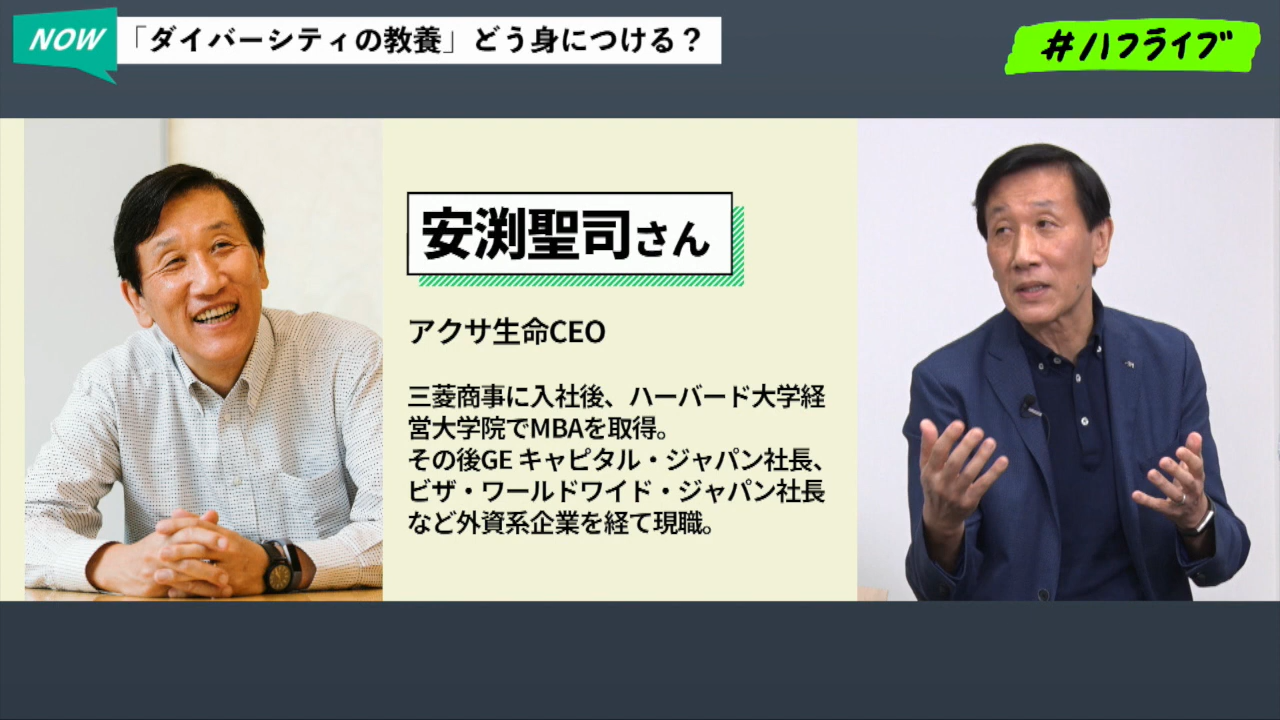 NOW
「ダイバーシティの教養」どう身につける？
#ハフライブ
安渕聖司さん
アクサ生命CEO
三菱商事に入社後、ハーバード大学経
営大学院でMBAを取得。
その後GE キャピタル・ジャパン社長、
ビザ・ワールドワイド・ジャパン社長
など外資系企業を経て現職。